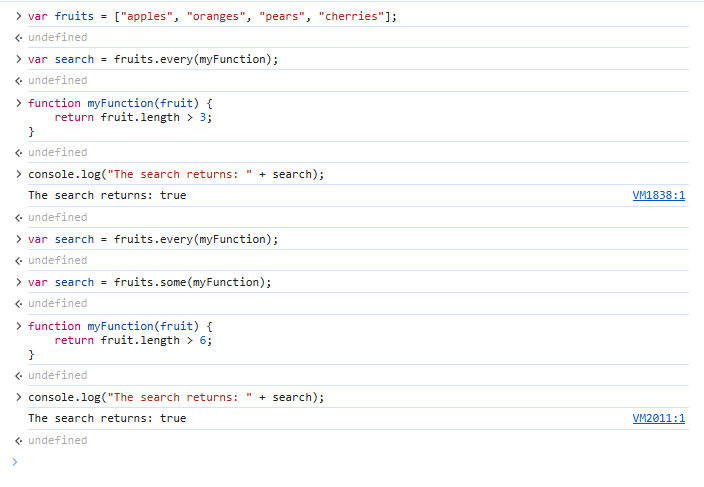 > var fruits = ["apples", "oranges", "pears", "cherries"];
undefined
> var search = fruits.every(myFunction);
undefined
> function myFunction(fruit) {
return fruit.length > 3;
}
undefined
> console.log("The search returns: " + search);
The search returns: true VM1838:1
undefined
> var search = fruits.every(myFunction);
undefined
> var search = fruits.some(myFunction);
undefined
> function myFunction(fruit) {
return fruit.length > 6;
}
undefined
> console.log("The search returns: " + search);
The search returns: true VM2011:1
undefined
>